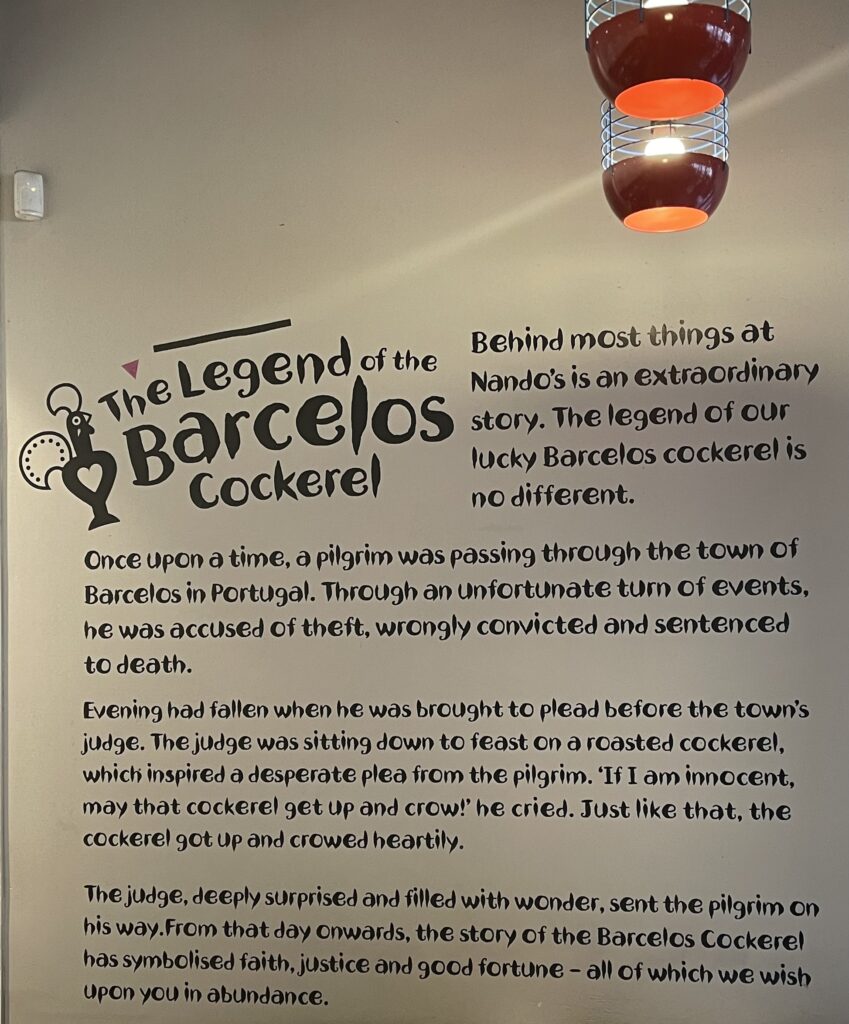 The Legend of the
Barcelos
Cockerel
Behind most things at
Nando's is an extraordinary
story. The legend of our
lucky Barcelos cockerel is
no different.
Once upon a time, a pilgrim was passing through the town of
Barcelos in Portugal. Through an unfortunate turn of events,
he was accused of theft, wrongly convicted and sentenced
to death.
Evening had fallen when he was brought to plead before the town's
judge. The judge was sitting down to feast on a roasted cockerel,
which inspired a desperate plea from the pilgrim. 'If I am innocent,
may that cockerel get up and crow!' he cried. Just like that, the
cockerel got up and crowed heartily.
The judge, deeply surprised and filled with wonder, sent the pilgrim on
his way.From that day onwards, the story of the Barcelos Cockerel
has symbolised faith, justice and good fortune – all of which we wish
upon you in abundance.